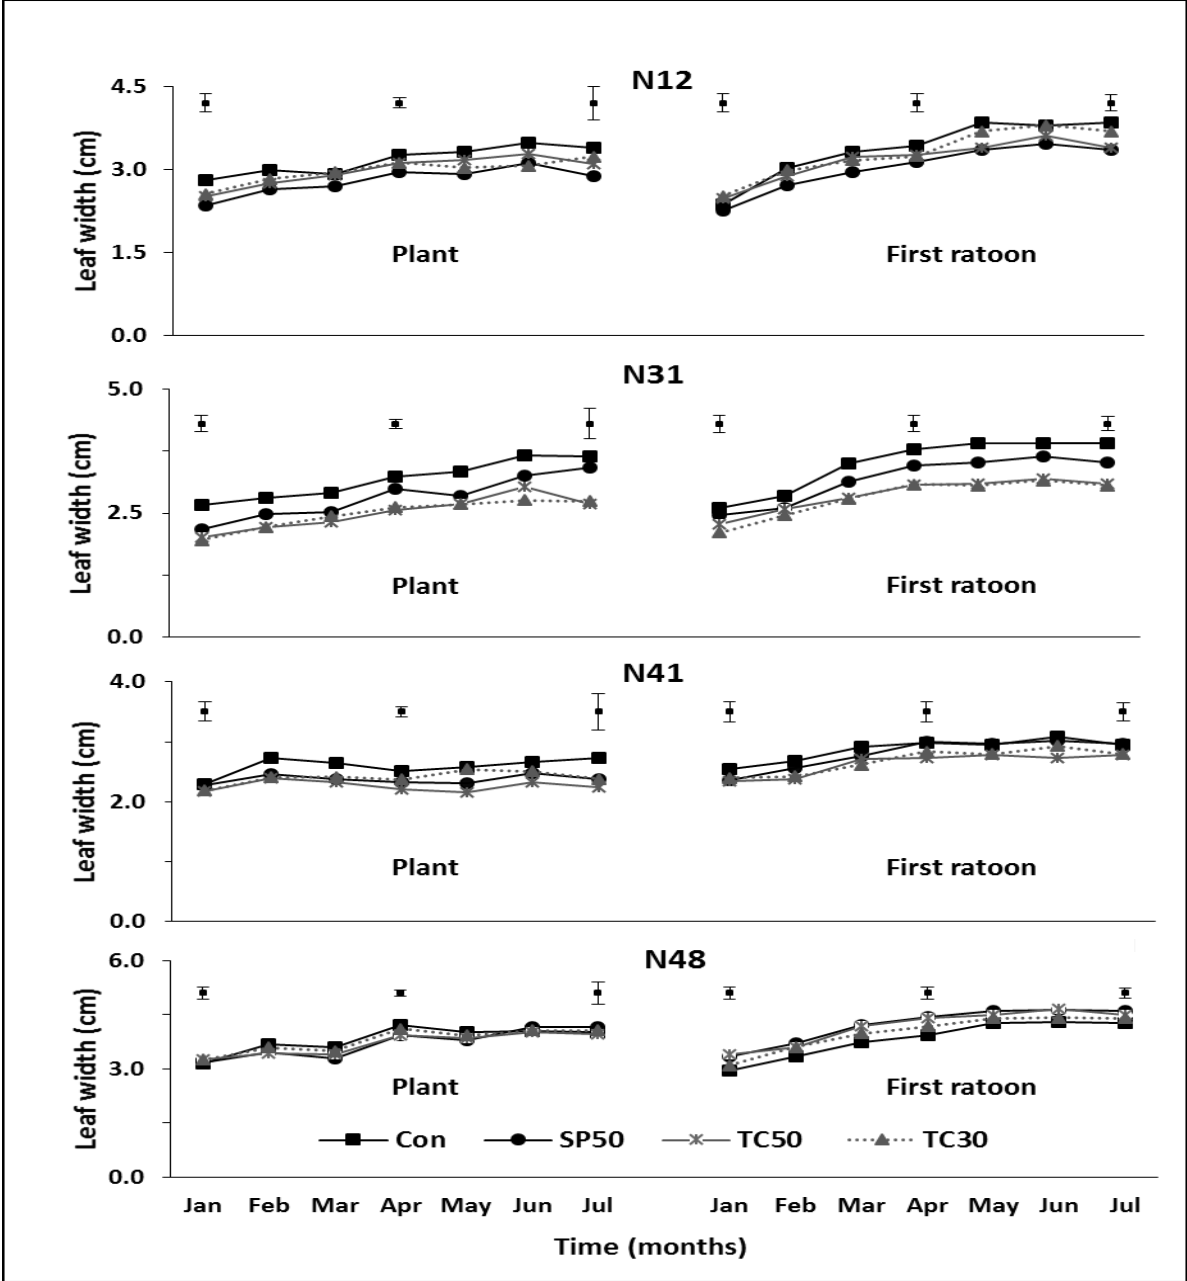 N12
Leaf width (cm)
4.5
3.0
1.5
0.0
Plant
First ratoon
N31
Leaf width (cm)
5.0
2.5
0.0
Plant
First ratoon
N41
Leaf width (cm)
4.0
2.0
0.0
Plant
First ratoon
N48
Leaf width (cm)
6.0
3.0
0.0
Plant
First ratoon
Con SP50 TC50 TC30
Jan Feb Mar Apr May Jun Jul Jan Feb Mar Apr May Jun Jul
Time (months)